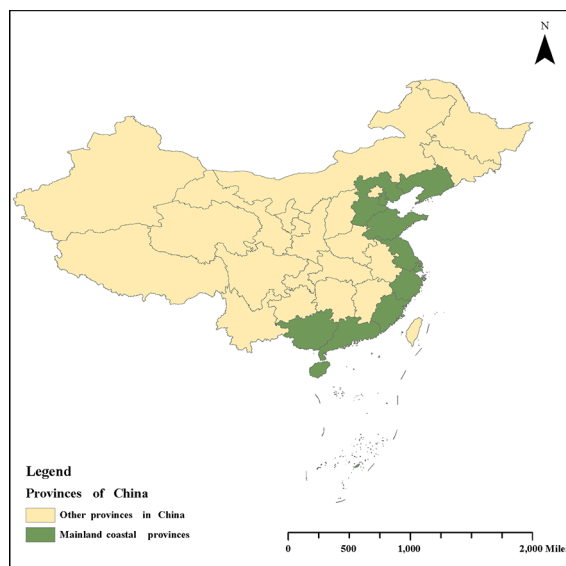 N
Legend
Provinces of China
Other provinces in China
Mainland coastal provinces
0 500 1,000 2,000 Miles